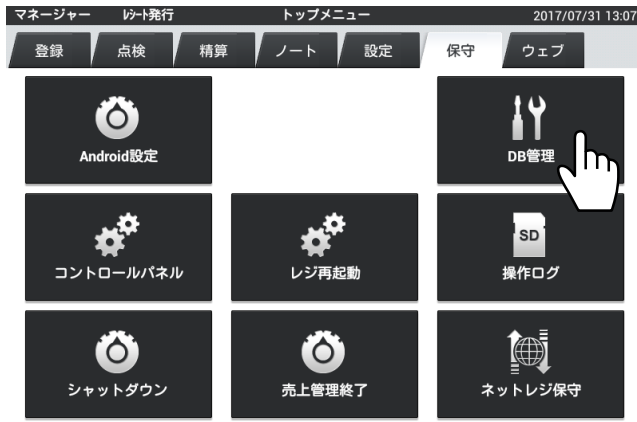 マネージャー ﾚｼｰﾄ発行 トップメニュー 2017/07/31 13:07
登録 点検 精算 ノート 設定 保守 ウェブ
Android設定 DB管理
SD
コントロールパネル レジ再起動 操作ログ
シャットダウン 売上管理終了 ネットレジ保守